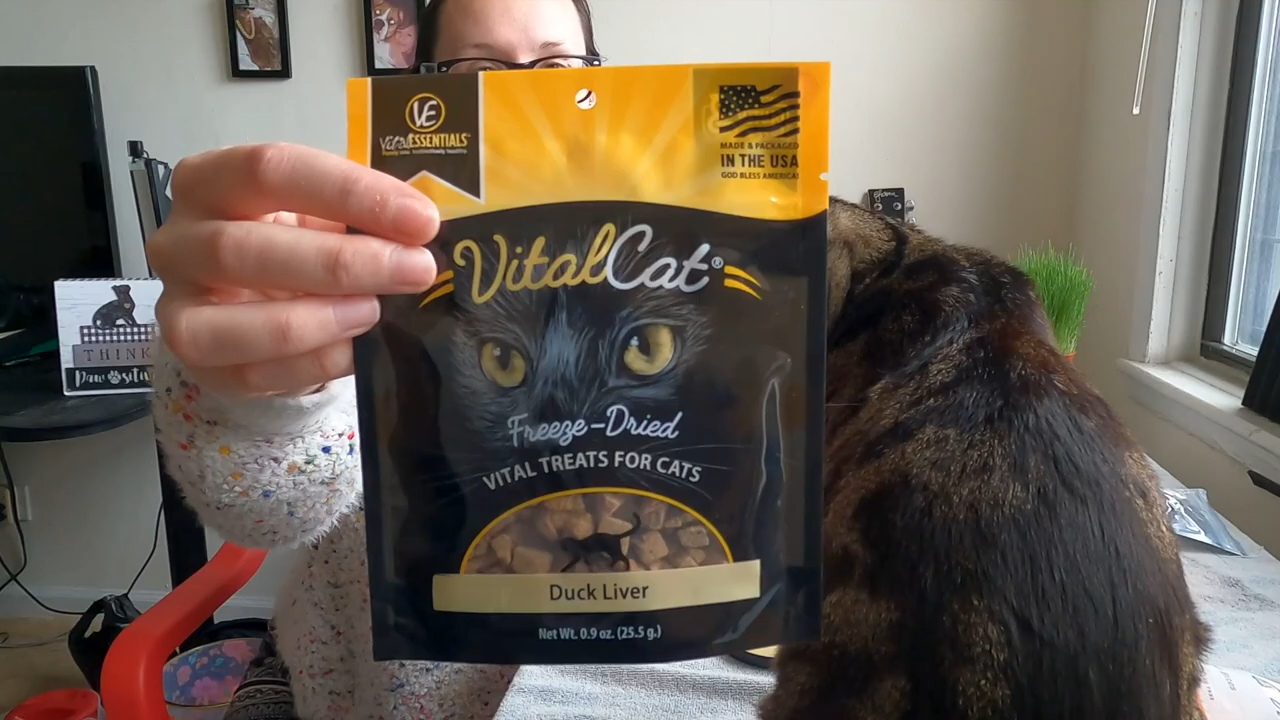 VE
VitalESSENTIALS
MADE & PACKAGED
IN THE USA
GOD BLESS AMERICA!
VitalCat®
Freeze-Dried
VITAL TREATS FOR CATS
Duck Liver
Net Wt. 0.9 oz. (25.5 g.)
THINK